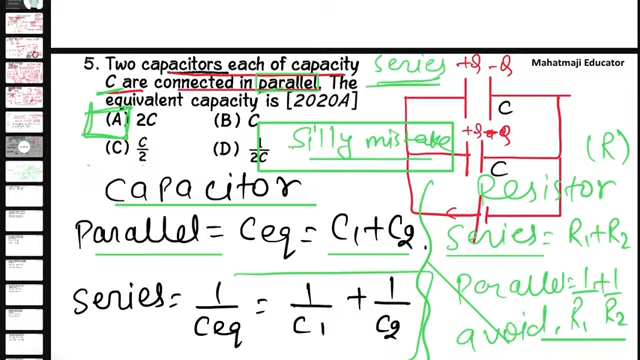 5. Two capacitors each of capacity
C are connected in parallel. The
equivalent capacity is [2020A]
(A) 2C (B) C
(C) C/2 (D) 1/2C
series
Silly mistake
Mahatmaji Educator
+Q -Q
C
+Q -Q
C
(R)
Capacitor
Parallel = Ceq = C1 + C2.
Series = 1/Ceq = 1/C1 + 1/C2
Resistor
Series = R1 + R2
Parallel = 1/R1 + 1/R2
avoid,